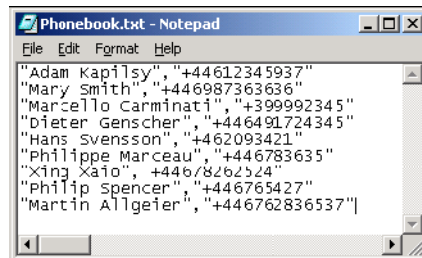 Phonebook.txt - Notepad
File Edit Format Help
"Adam Kapilsy","+44612345937"
"Mary Smith","+446987363636"
"Marcello Carminati","+399992345"
"Dieter Genscher","+446491724345"
"Hans Svensson","+462093421"
"Philippe Marceau","+446783635"
"Xing Xaio", +44678262524"
"Philip Spencer","+446765427"
"Martin Allgeier","+446762836537"